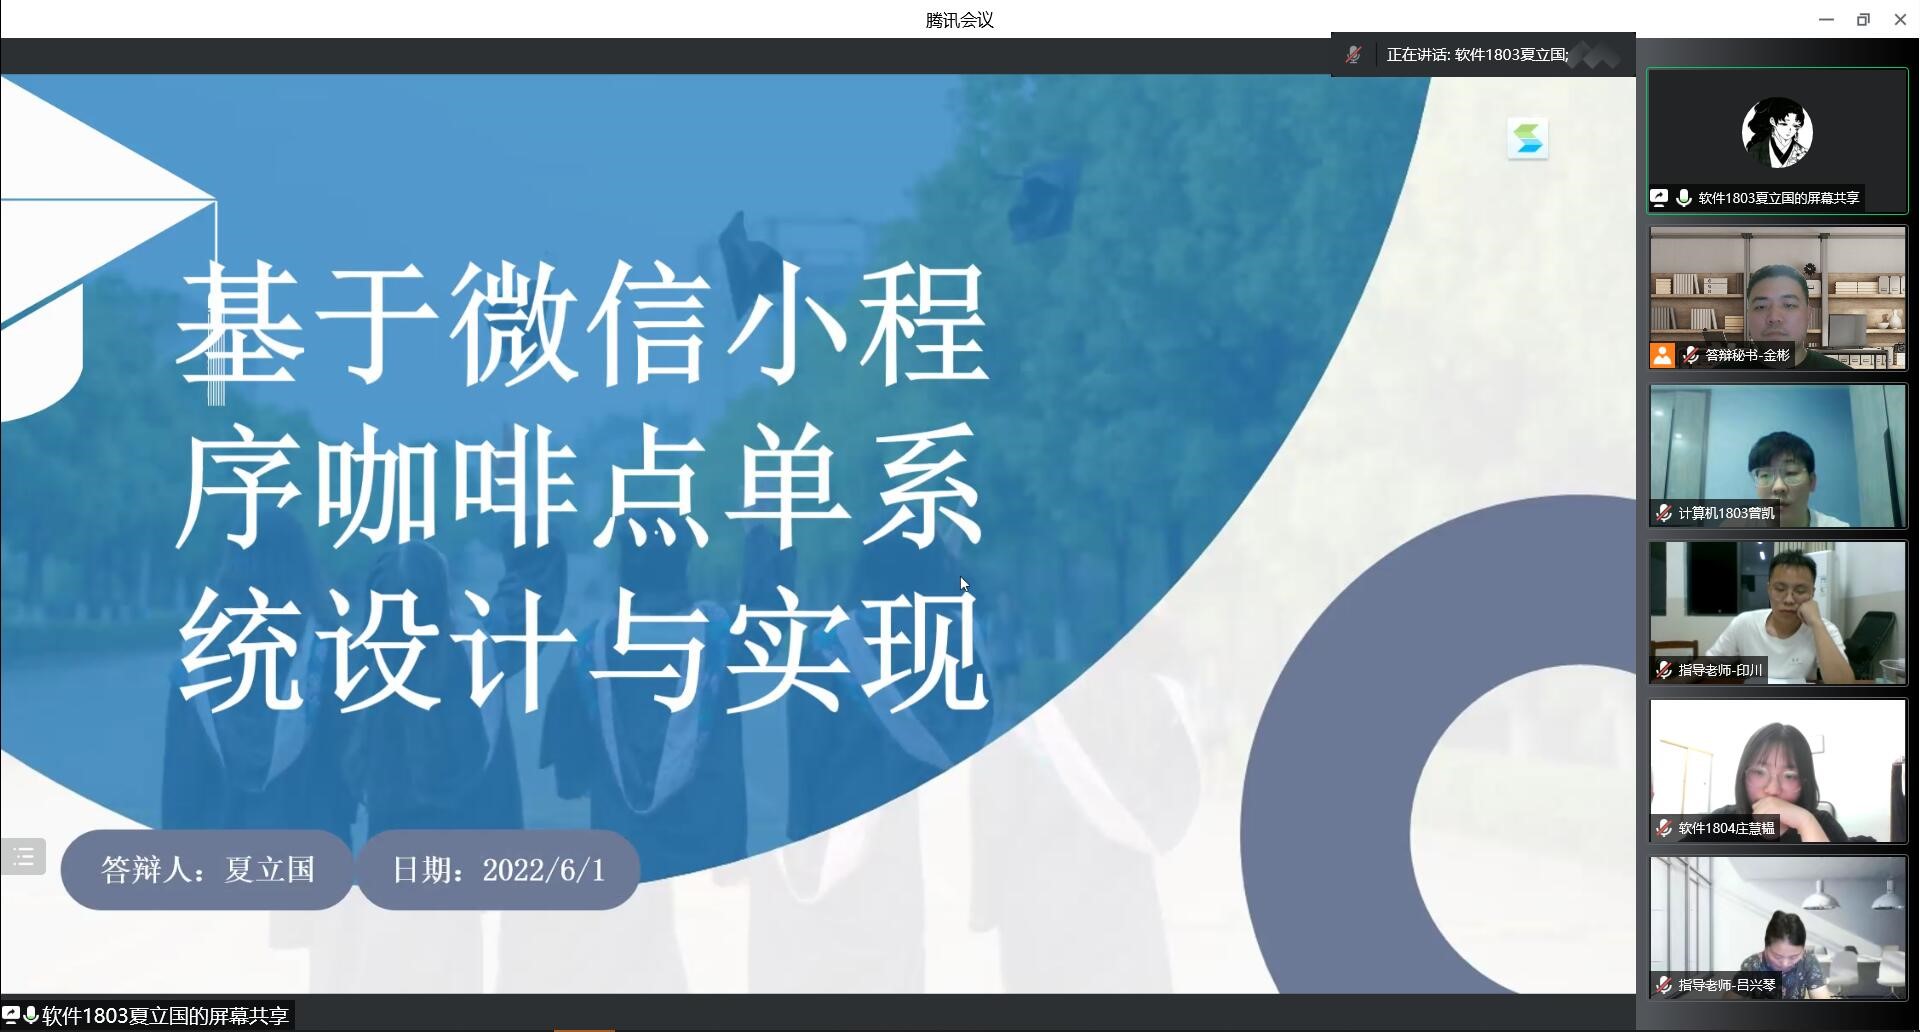 腾讯会议
正在讲话: 软件1803夏立国;
基于微信小程
序咖啡点单系
统设计与实现
答辩人：夏立国
日期：2022/6/1
软件1803夏立国的屏幕共享
软件1803夏立国的屏幕共享
答辩秘书-金彬
计算机1803曾凯
指导老师-印川
软件1804庄慧韫
指导老师-吕兴琴